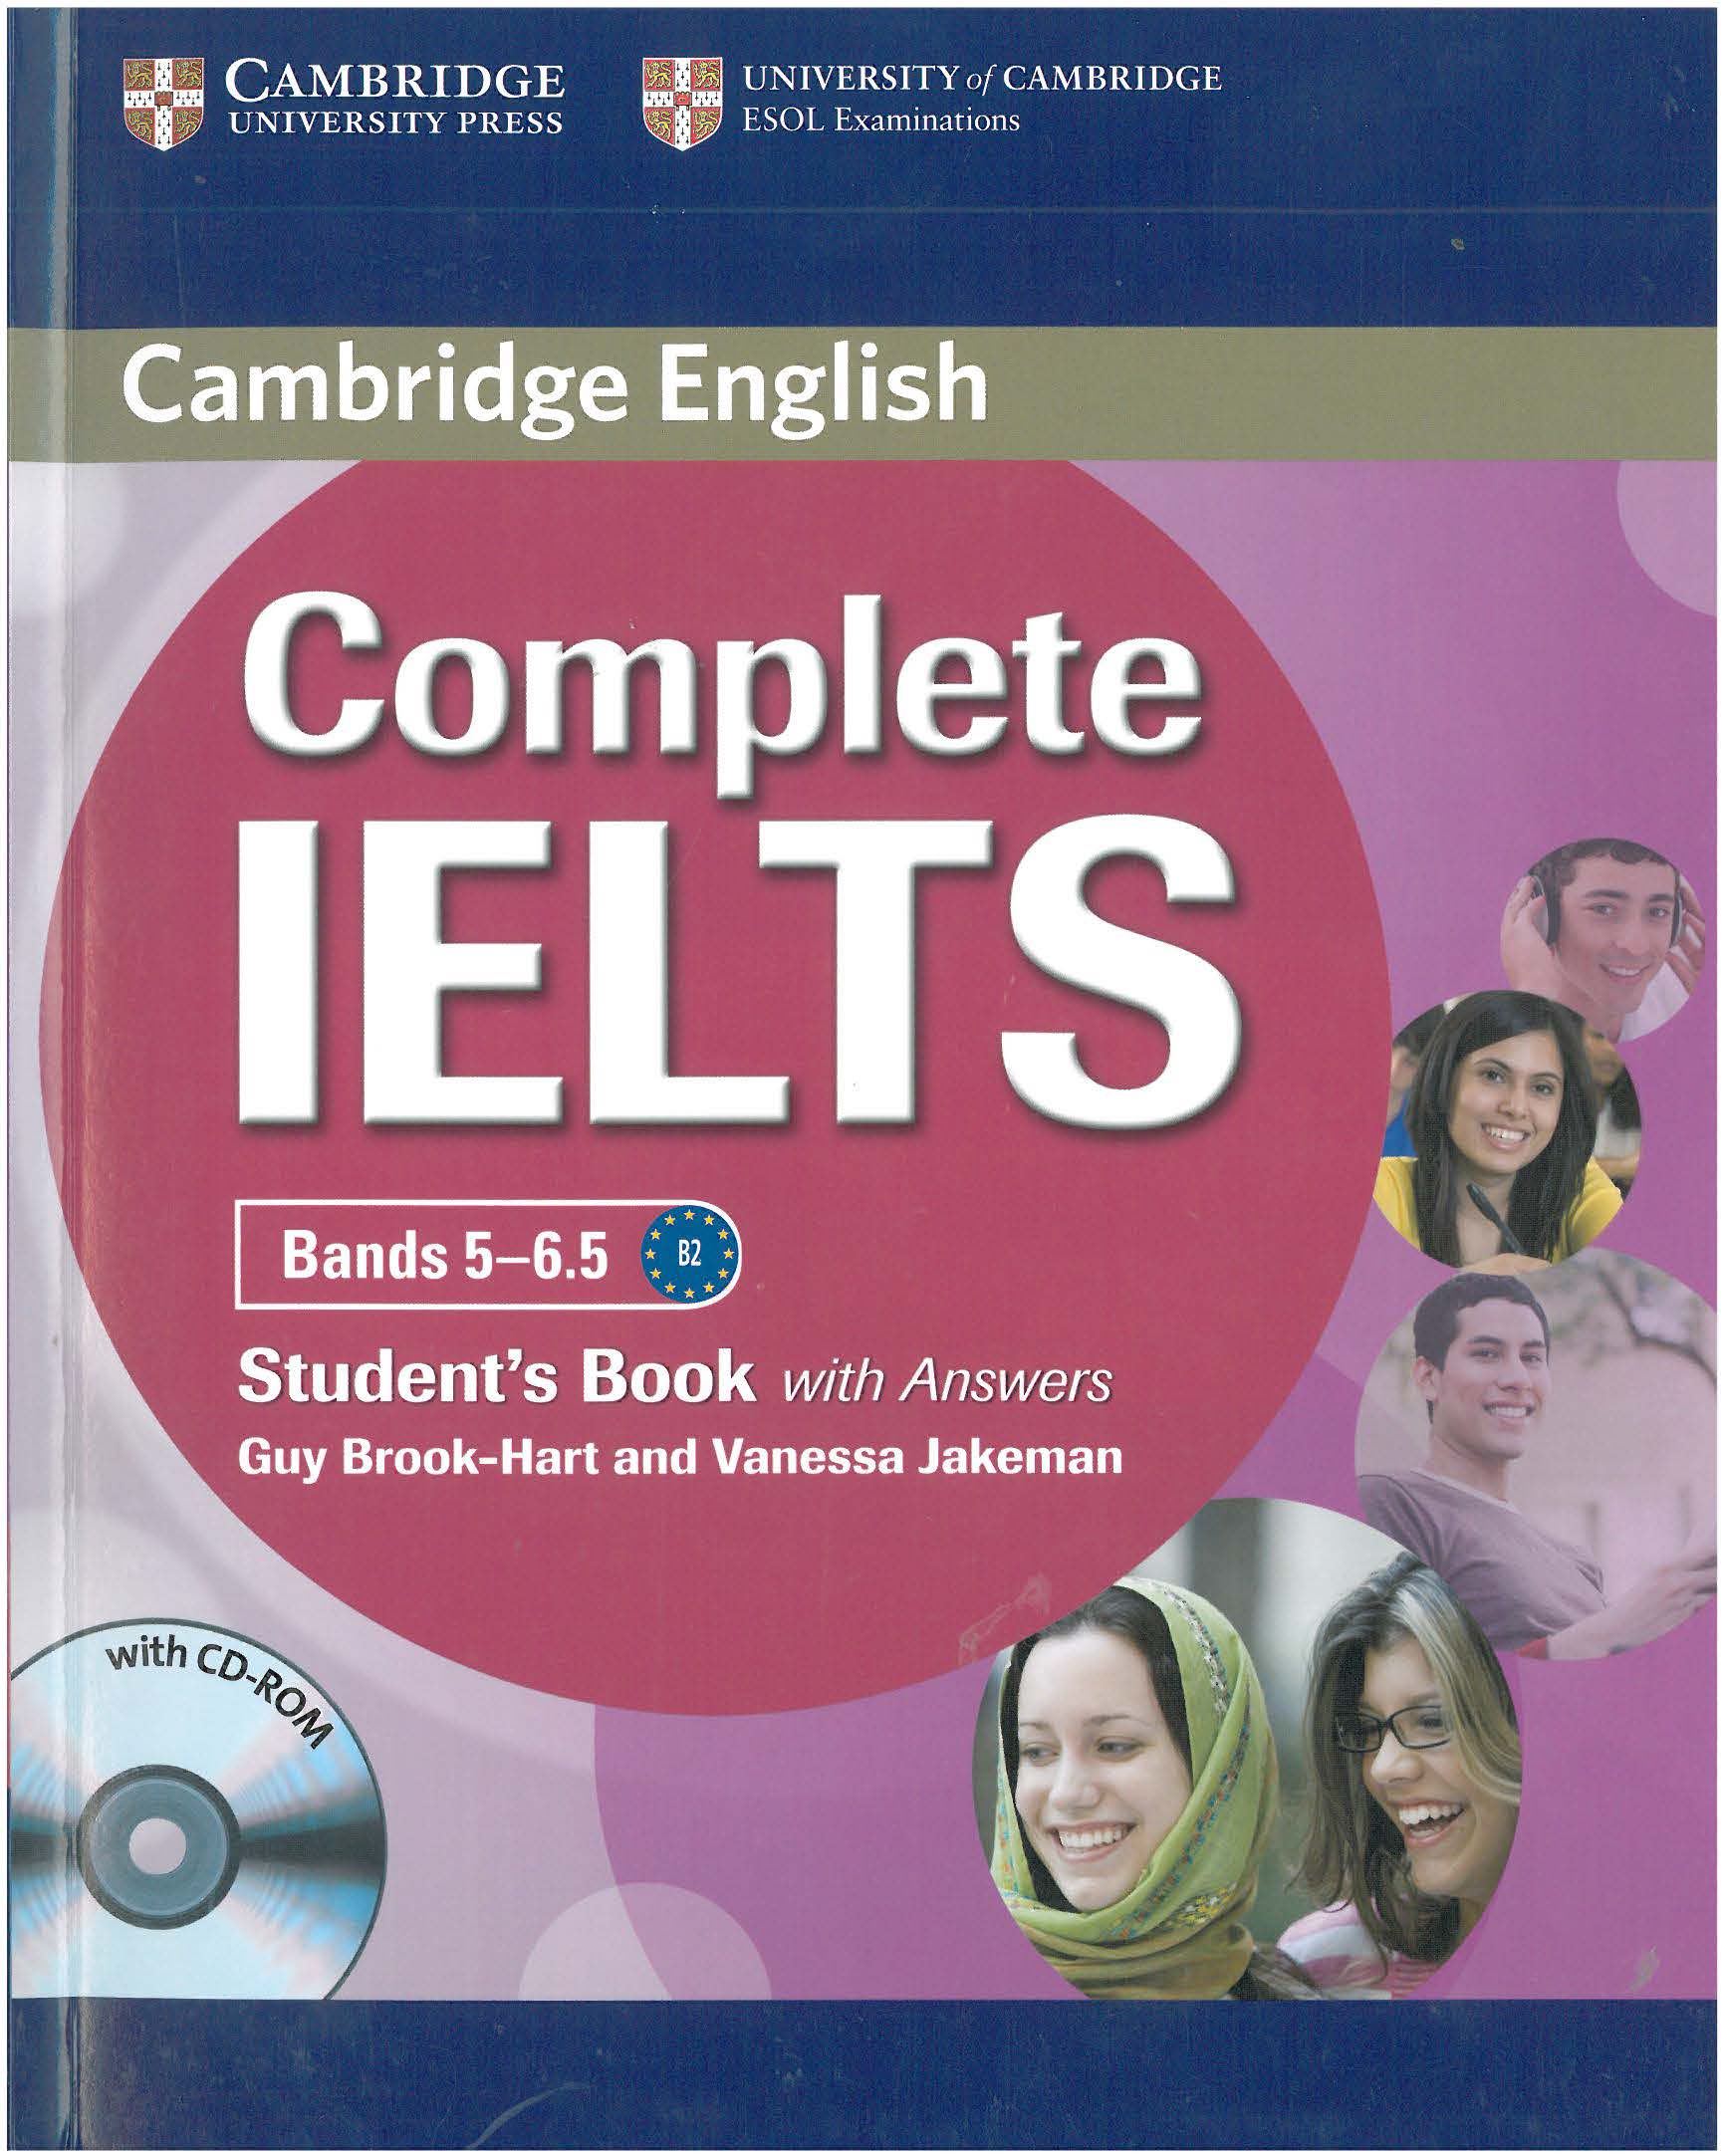 CAMBRIDGE
UNIVERSITY PRESS
UNIVERSITY of CAMBRIDGE
ESOL Examinations
Cambridge English
Complete
IELTS
Bands 5–6.5
B2
Student's Book with Answers
Guy Brook-Hart and Vanessa Jakeman
with CD-ROM